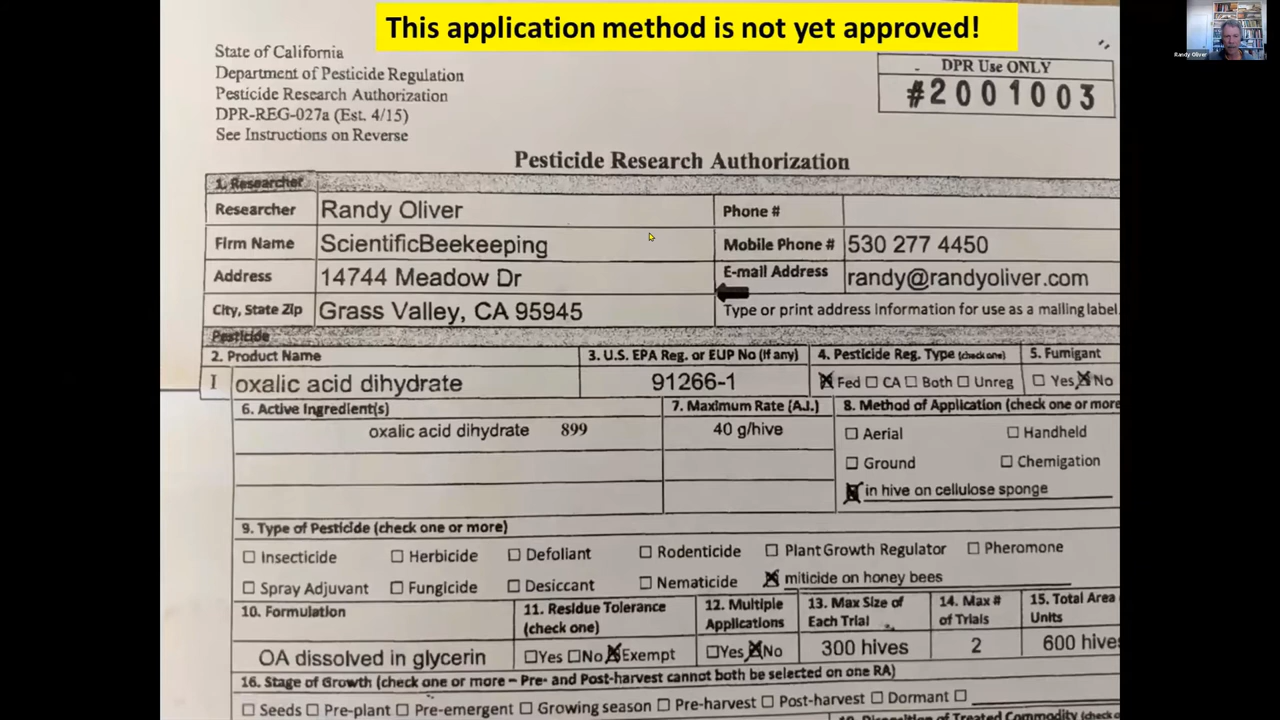 This application method is not yet approved!
Randy Oliver
State of California
Department of Pesticide Regulation
Pesticide Research Authorization
DPR-REG-027a (Est. 4/15)
See Instructions on Reverse
DPR Use ONLY
#2001003
Pesticide Research Authorization
1. Researcher
Researcher Randy Oliver Phone #
Firm Name ScientificBeekeeping Mobile Phone # 530 277 4450
Address 14744 Meadow Dr E-mail Address randy@randyoliver.com
City, State Zip Grass Valley, CA 95945 Type or print address information for use as a mailing label.
Pesticide
2. Product Name 3. U.S. EPA Reg. or EUP No (if any) 4. Pesticide Reg. Type (check one) 5. Fumigant
I oxalic acid dihydrate 91266-1 ☒ Fed ☐ CA ☐ Both ☐ Unreg ☐ Yes ☒ No
6. Active Ingredient(s) 7. Maximum Rate (A.I.) 8. Method of Application (check one or more
oxalic acid dihydrate 899 40 g/hive ☐ Aerial ☐ Handheld
☐ Ground ☐ Chemigation
☒ in hive on cellulose sponge
9. Type of Pesticide (check one or more)
☐ Insecticide ☐ Herbicide ☐ Defoliant ☐ Rodenticide ☐ Plant Growth Regulator ☐ Pheromone
☐ Spray Adjuvant ☐ Fungicide ☐ Desiccant ☐ Nematicide ☒ miticide on honey bees
10. Formulation 11. Residue Tolerance (check one) 12. Multiple Applications 13. Max Size of Each Trial 14. Max # of Trials 15. Total Area Units
OA dissolved in glycerin ☐ Yes ☐ No ☒ Exempt ☐ Yes ☒ No 300 hives 2 600 hives
16. Stage of Growth (check one or more – Pre- and Post-harvest cannot both be selected on one RA)
☐ Seeds ☐ Pre-plant ☐ Pre-emergent ☐ Growing season ☐ Pre-harvest ☐ Post-harvest ☐ Dormant ☐